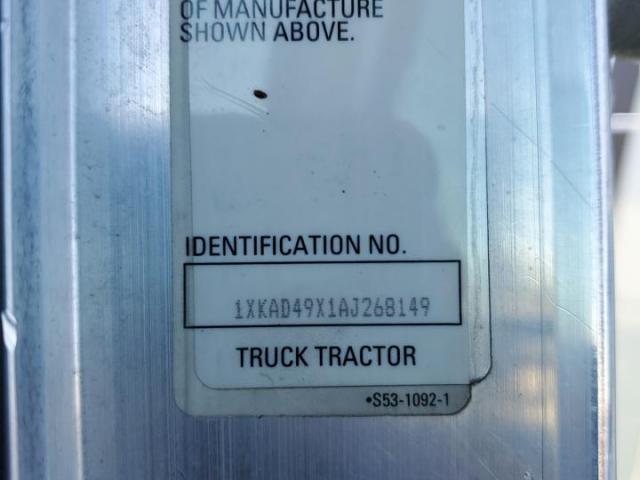 OF MANUFACTURE
SHOWN ABOVE.
IDENTIFICATION NO.
1XKAD49X1AJ268149
TRUCK TRACTOR
•S53-1092-1